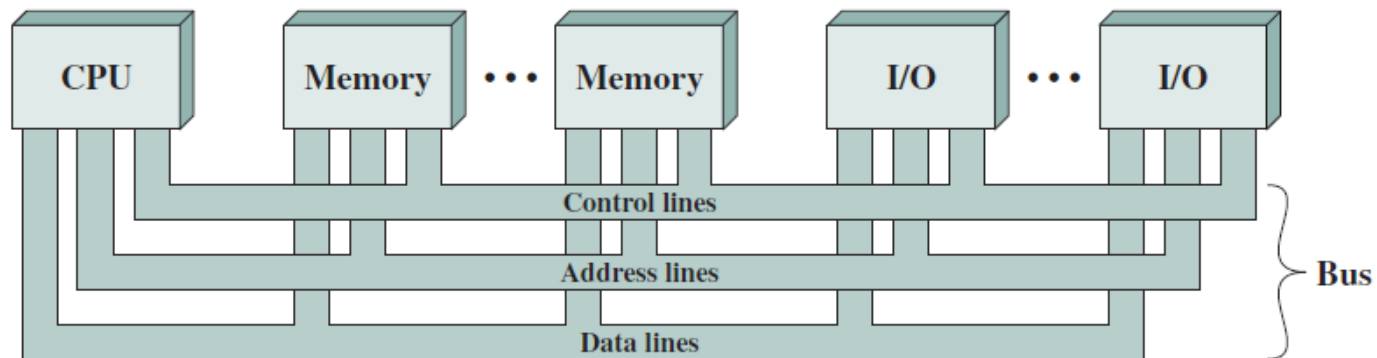 CPU Memory • • • Memory I/O • • • I/O
Control lines
Address lines
Bus
Data lines